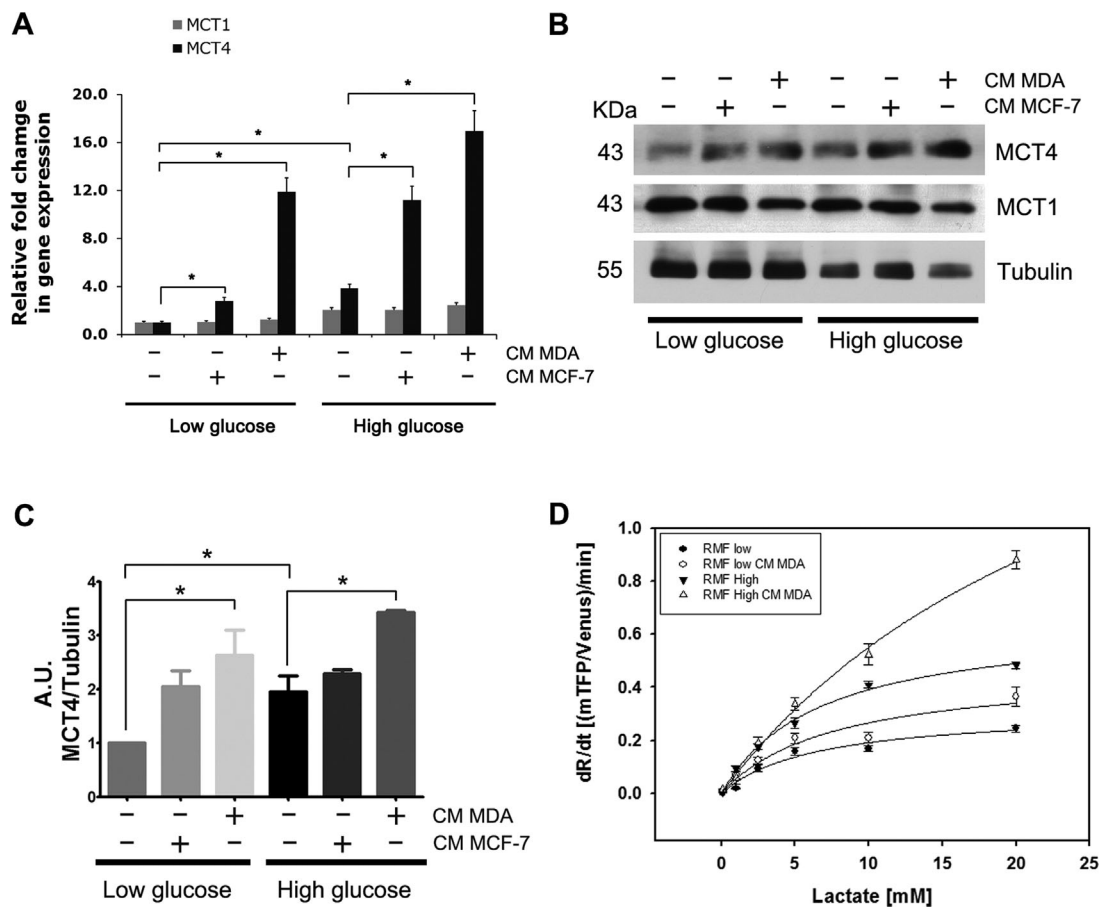 A
MCT1
MCT4
Relative fold change
in gene expression
20.0
16.0
12.0
8.0
4.0
0.0
* * * * *
− − + − − + CM MDA
− + − − + − CM MCF-7
Low glucose High glucose
B
− − + − − + CM MDA
− + − − + − CM MCF-7
KDa
43 MCT4
43 MCT1
55 Tubulin
Low glucose High glucose
C
A.U.
MCT4/Tubulin
4
3
2
1
0
* * *
− − + − − + CM MDA
− + − − + − CM MCF-7
Low glucose High glucose
D
dR/dt [(mTFP/Venus)/min
1.0
0.8
0.6
0.4
0.2
0.0
RMF low
RMF low CM MDA
RMF High
RMF High CM MDA
0 5 10 15 20 25
Lactate [mM]